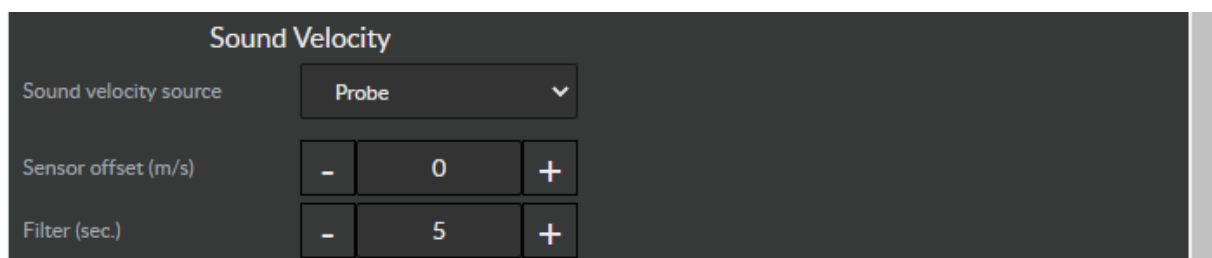 Sound Velocity
Sound velocity source Probe
Sensor offset (m/s) - 0 +
Filter (sec.) - 5 +